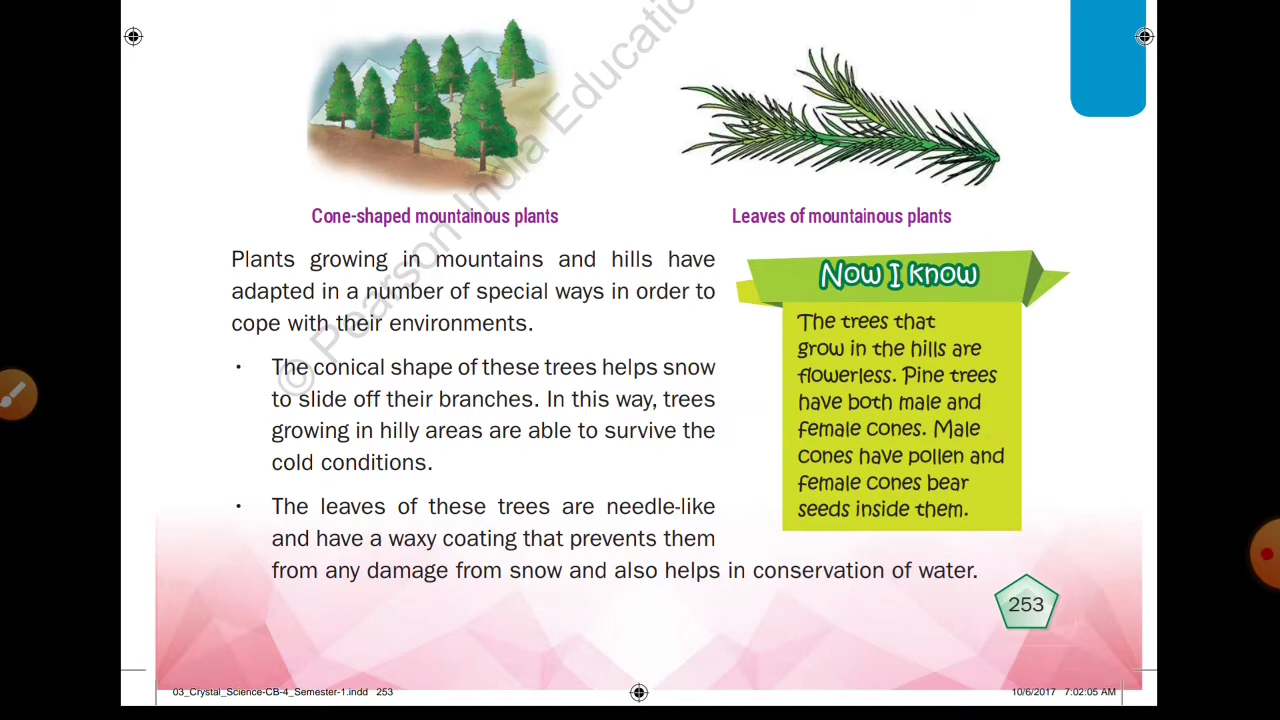 © Pearson India Education
Cone-shaped mountainous plants
Leaves of mountainous plants
Plants growing in mountains and hills have
adapted in a number of special ways in order to
cope with their environments.
• The conical shape of these trees helps snow
to slide off their branches. In this way, trees
growing in hilly areas are able to survive the
cold conditions.
• The leaves of these trees are needle-like
and have a waxy coating that prevents them
from any damage from snow and also helps in conservation of water.
Now I know
The trees that
grow in the hills are
flowerless. Pine trees
have both male and
female cones. Male
cones have pollen and
female cones bear
seeds inside them.
253
03_Crystal_Science-CB-4_Semester-1.indd 253
10/6/2017 7:02:05 AM